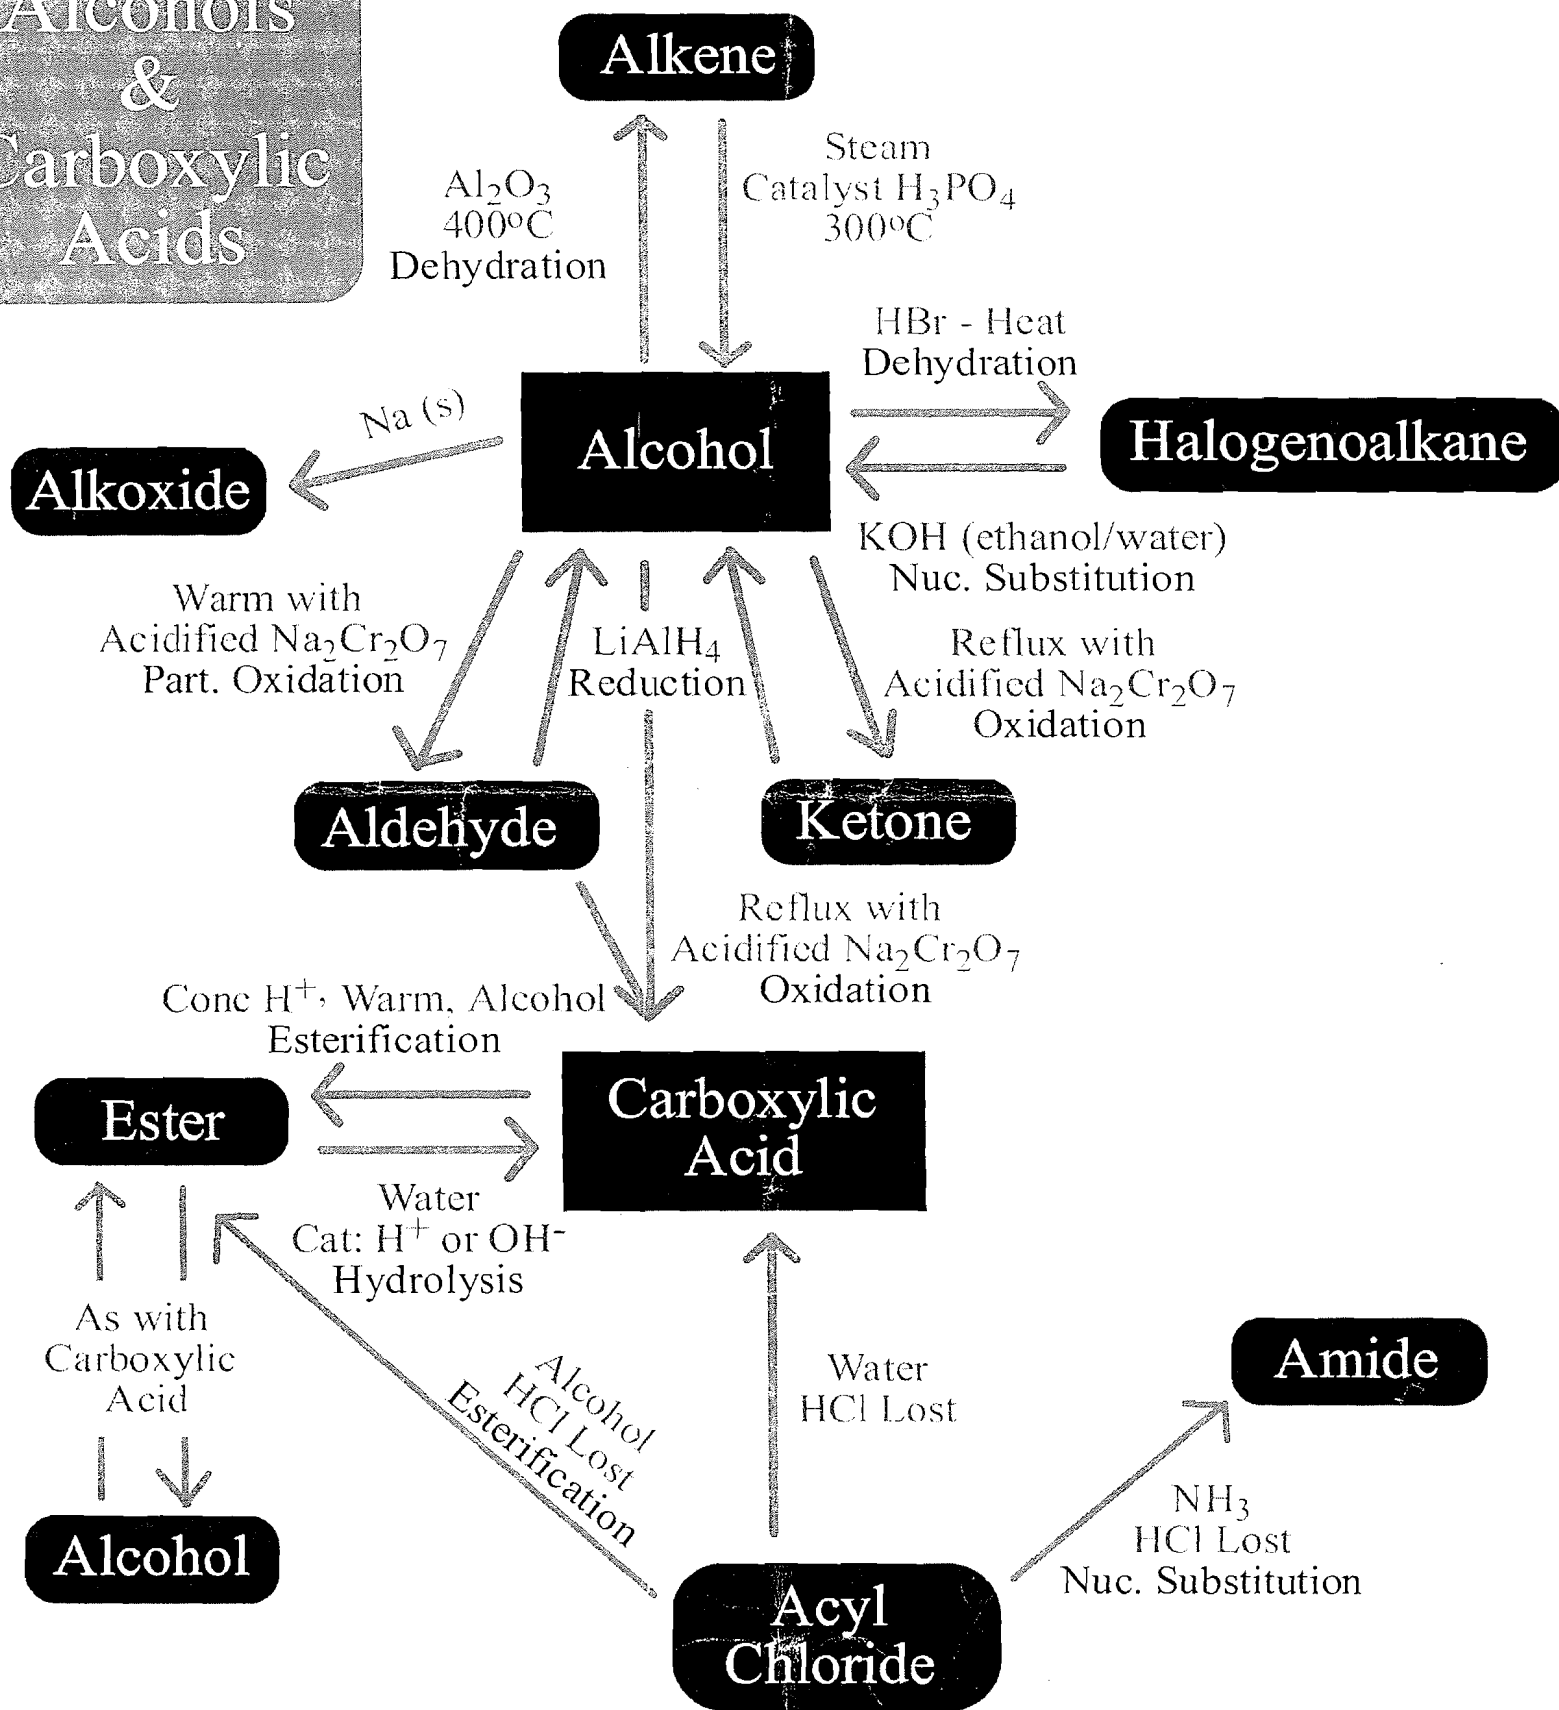 Alcohols
&
Carboxylic
Acids
Alkene
Al₂O₃
400°C
Dehydration
Steam
Catalyst H₃PO₄
300°C
HBr - Heat
Dehydration
Na (s)
Alcohol
Halogenoalkane
Alkoxide
KOH (ethanol/water)
Nuc. Substitution
Warm with
Acidified Na₂Cr₂O₇
Part. Oxidation
LiAlH₄
Reduction
Reflux with
Acidified Na₂Cr₂O₇
Oxidation
Aldehyde
Ketone
Reflux with
Acidified Na₂Cr₂O₇
Oxidation
Conc H⁺, Warm, Alcohol
Esterification
Ester
Carboxylic
Acid
Water
Cat: H⁺ or OH⁻
Hydrolysis
As with
Carboxylic
Acid
Alcohol
HCl Lost
Esterification
Water
HCl Lost
Amide
NH₃
HCl Lost
Nuc. Substitution
Alcohol
Acyl
Chloride